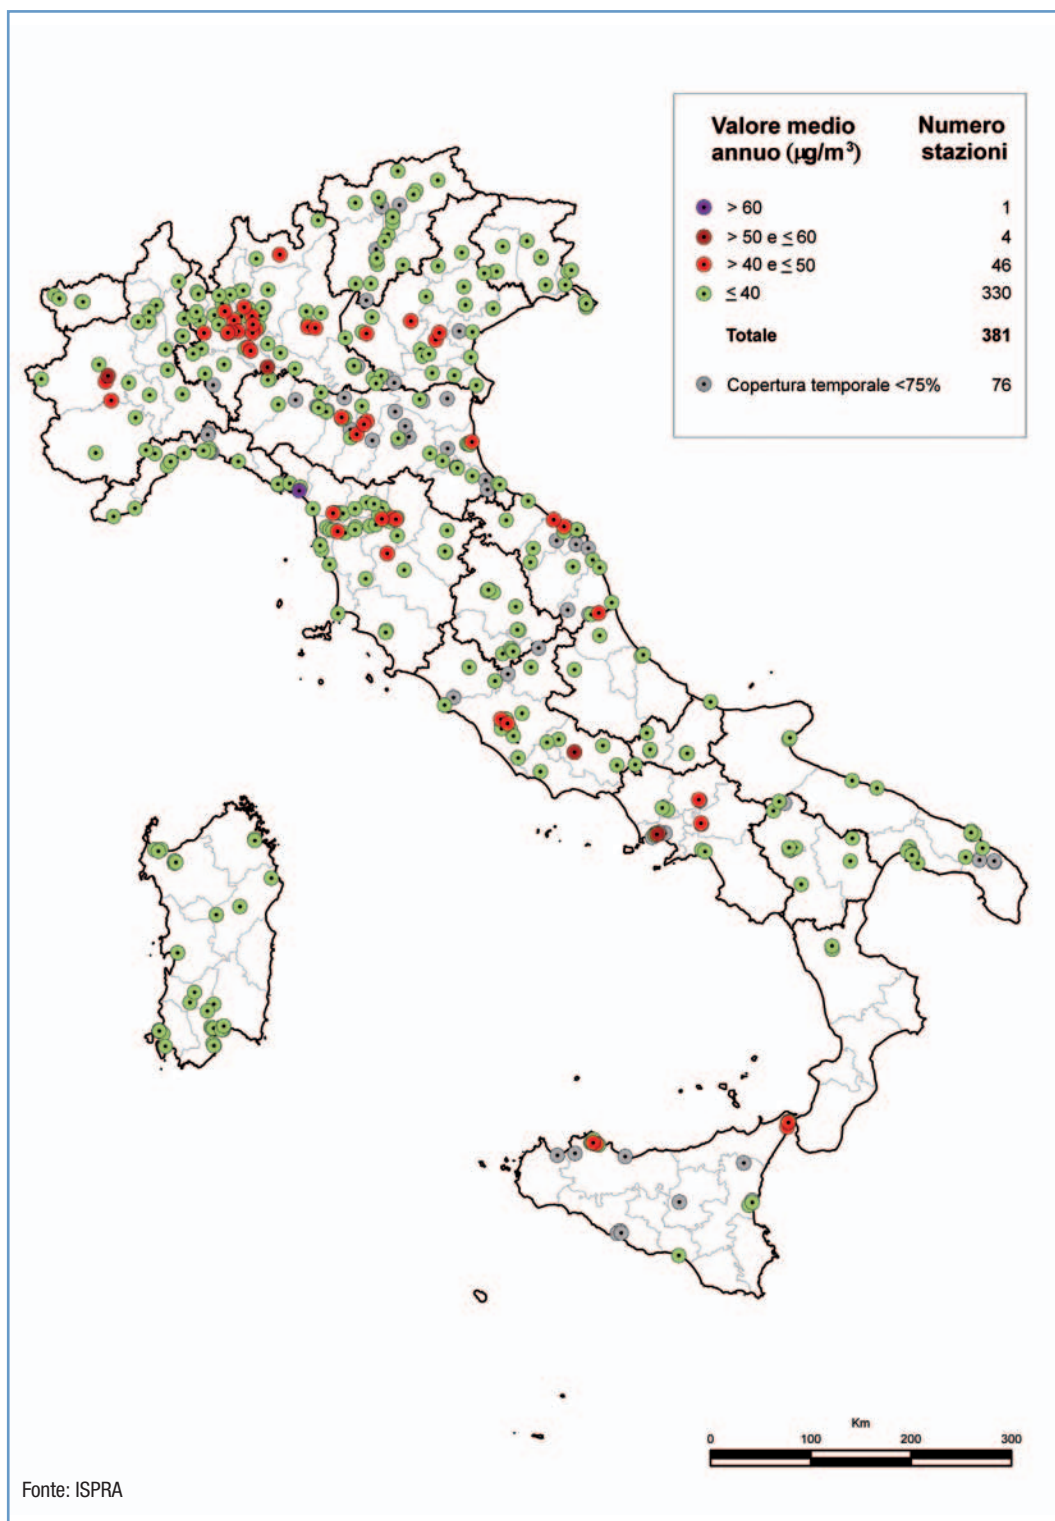 Valore medio annuo (µg/m³) Numero stazioni
> 60 1
> 50 e ≤ 60 4
> 40 e ≤ 50 46
≤ 40 330
Totale 381
Copertura temporale <75% 76
Km
0 100 200 300
Fonte: ISPRA